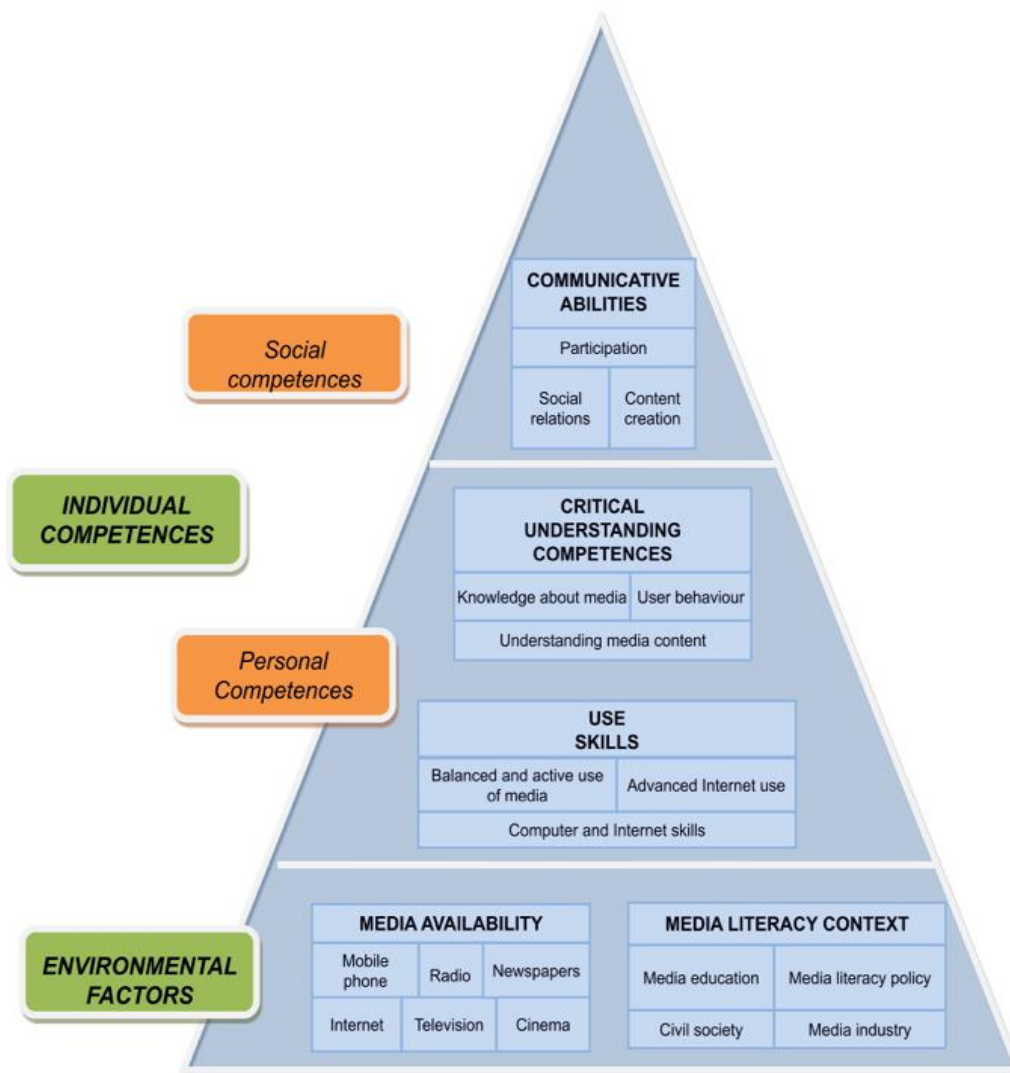 COMMUNICATIVE
ABILITIES
Participation
Social
relations
Content
creation
Social
competences
INDIVIDUAL
COMPETENCES
CRITICAL
UNDERSTANDING
COMPETENCES
Knowledge about media
User behaviour
Understanding media content
Personal
Competences
USE
SKILLS
Balanced and active use
of media
Advanced Internet use
Computer and Internet skills
ENVIRONMENTAL
FACTORS
MEDIA AVAILABILITY
Mobile
phone
Radio
Newspapers
Internet
Television
Cinema
MEDIA LITERACY CONTEXT
Media education
Media literacy policy
Civil society
Media industry